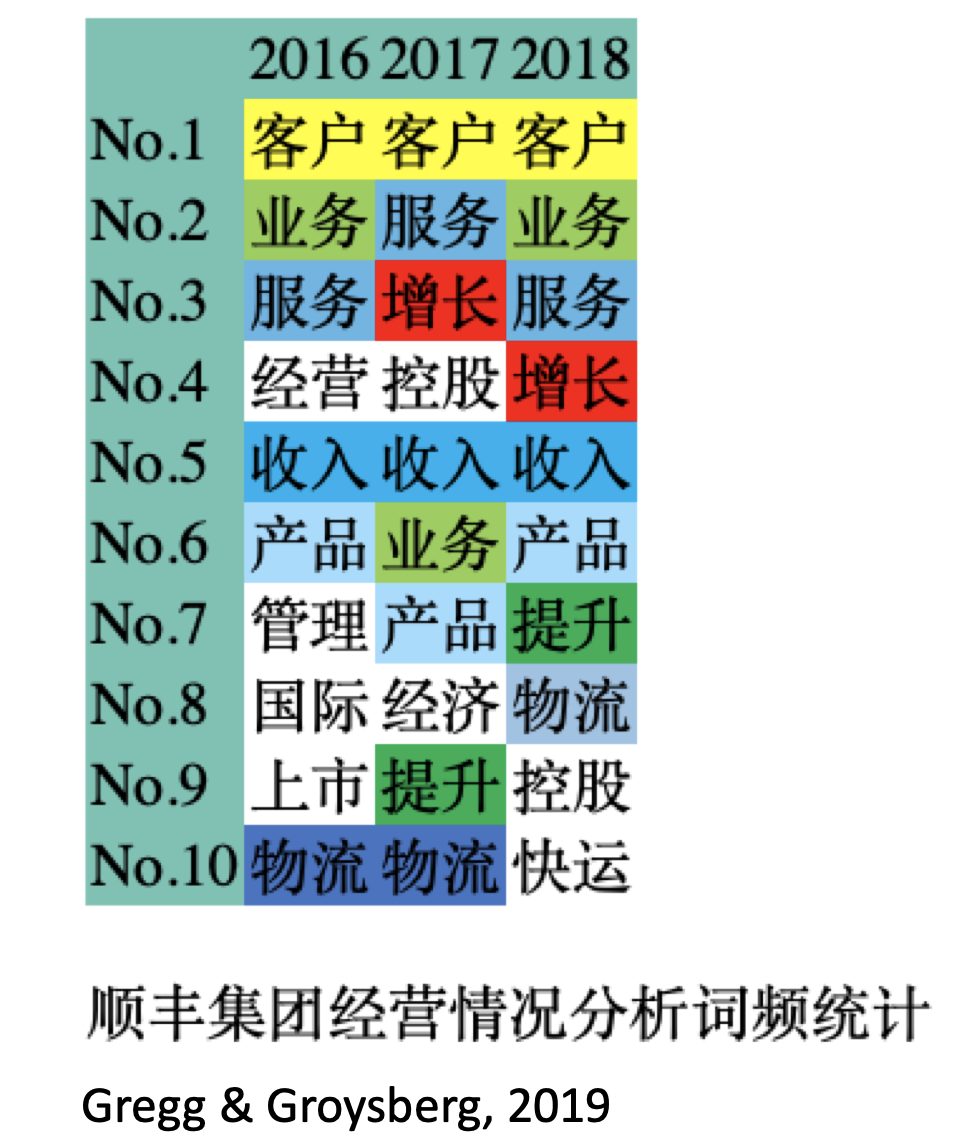 2016 2017 2018
No.1 客户 客户 客户
No.2 业务 服务 业务
No.3 服务 增长 服务
No.4 经营 控股 增长
No.5 收入 收入 收入
No.6 产品 业务 产品
No.7 管理 产品 提升
No.8 国际 经济 物流
No.9 上市 提升 控股
No.10 物流 物流 快运
顺丰集团经营情况分析词频统计
Gregg & Groysberg, 2019